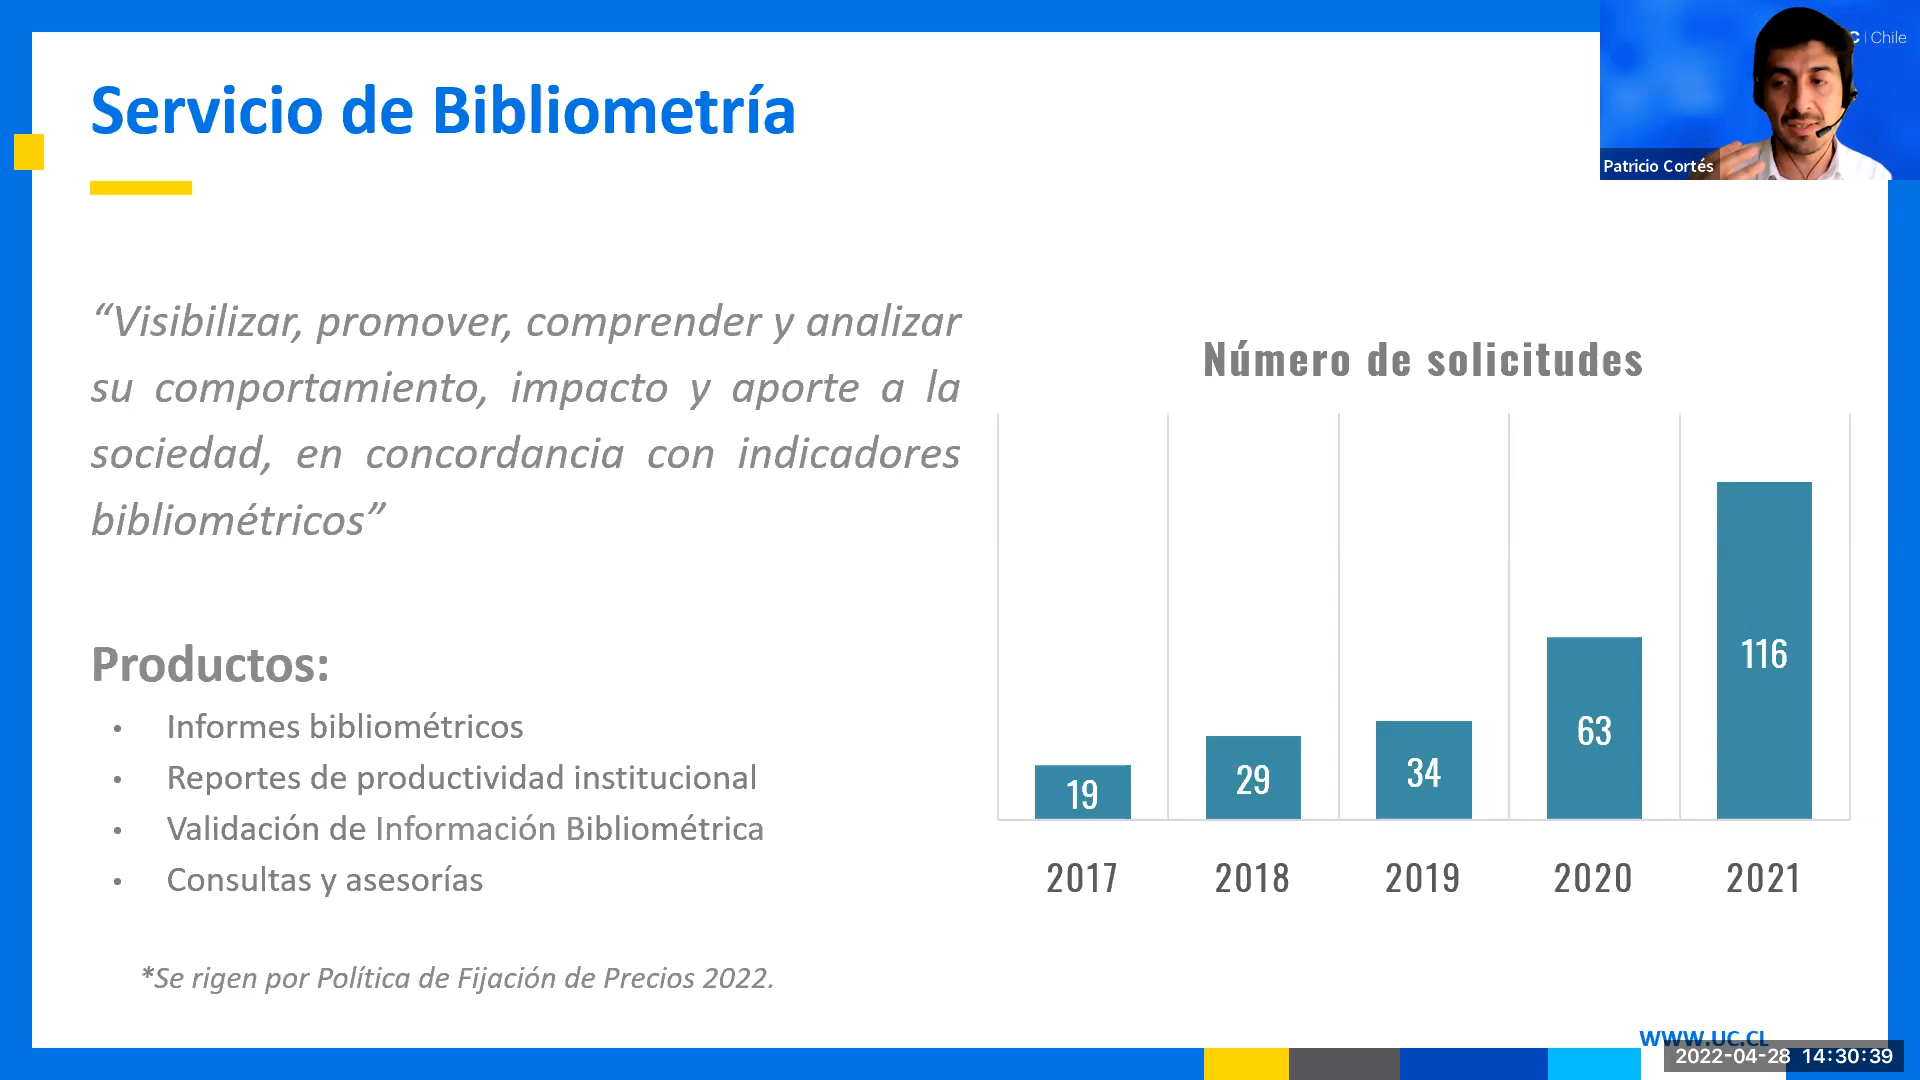 Servicio de Bibliometría
C | Chile
Patricio Cortés
“Visibilizar, promover, comprender y analizar
su comportamiento, impacto y aporte a la
sociedad, en concordancia con indicadores
bibliométricos”
Productos:
• Informes bibliométricos
• Reportes de productividad institucional
• Validación de Información Bibliométrica
• Consultas y asesorías
*Se rigen por Política de Fijación de Precios 2022.
Número de solicitudes
19
29
34
63
116
2017 2018 2019 2020 2021
WWW.UC.CL
2022-04-28 14:30:39